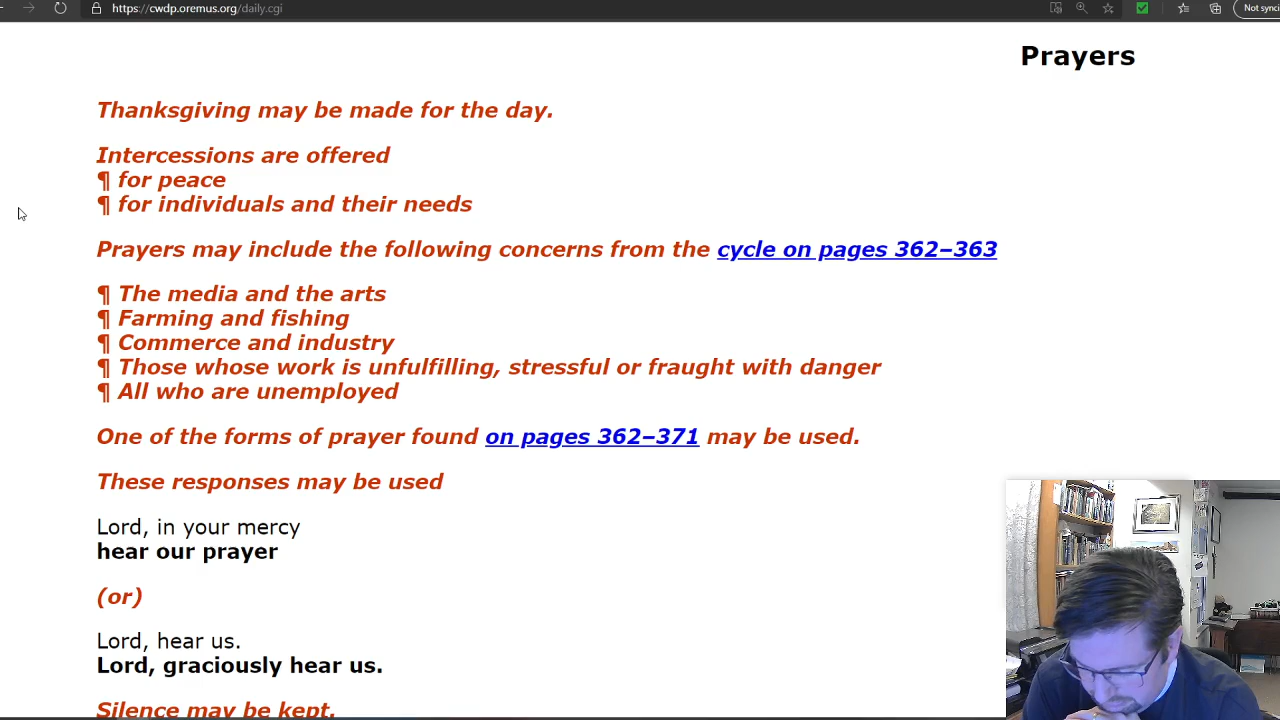 https://cwdp.oremus.org/daily.cgi
Not synci
Prayers
Thanksgiving may be made for the day.
Intercessions are offered
¶ for peace
¶ for individuals and their needs
Prayers may include the following concerns from the cycle on pages 362–363
¶ The media and the arts
¶ Farming and fishing
¶ Commerce and industry
¶ Those whose work is unfulfilling, stressful or fraught with danger
¶ All who are unemployed
One of the forms of prayer found on pages 362–371 may be used.
These responses may be used
Lord, in your mercy
hear our prayer
(or)
Lord, hear us.
Lord, graciously hear us.
Silence may be kept.